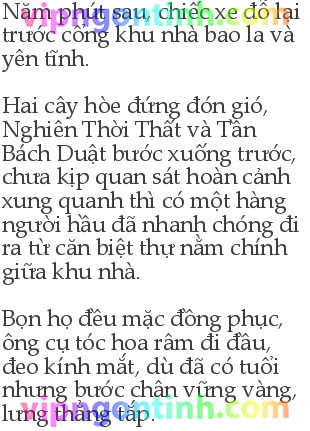 Năm phút sau, chiếc xe đỗ lại
vipngontinh.com
trước cổng khu nhà bao la và
yên tĩnh.
Hai cây hòe đứng đón gió,
Nghiên Thời Thất và Tần
Bách Duật bước xuống trước,
chưa kịp quan sát hoàn cảnh
xung quanh thì có một hàng
người hầu đã nhanh chóng đi
ra từ căn biệt thự nằm chính
giữa khu nhà.
Bọn họ đều mặc đồng phục,
ông cụ tóc hoa râm đi đầu,
đeo kính mắt, dù đã có tuổi
nhưng bước chân vững vàng,
vipngontinh.com
lưng thẳng tắp.